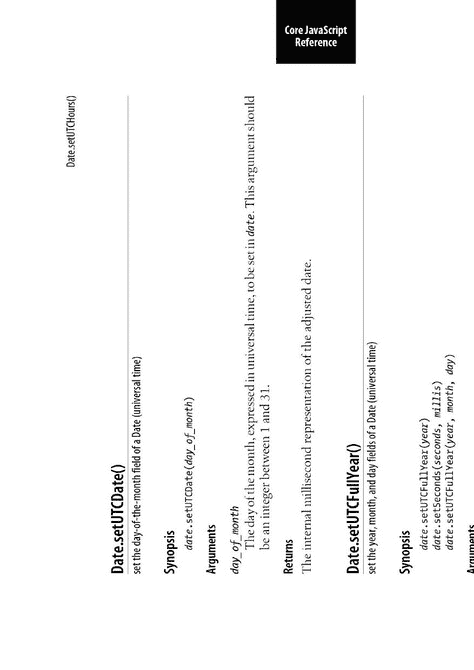 Core JavaScript
Reference
Date.setUTCHours()
Date.setUTCDate()
set the day-of-the-month field of a Date (universal time)
Synopsis
date.setUTCDate(day_of_month)
Arguments
day_of_month
The day of the month, expressed in universal time, to be set in date. This argument should
be an integer between 1 and 31.
Returns
The internal millisecond representation of the adjusted date.
Date.setUTCFullYear()
set the year, month, and day fields of a Date (universal time)
Synopsis
date.setUTCFullYear(year)
date.setSeconds(seconds, millis)
date.setUTCFullYear(year, month, day)
Arguments